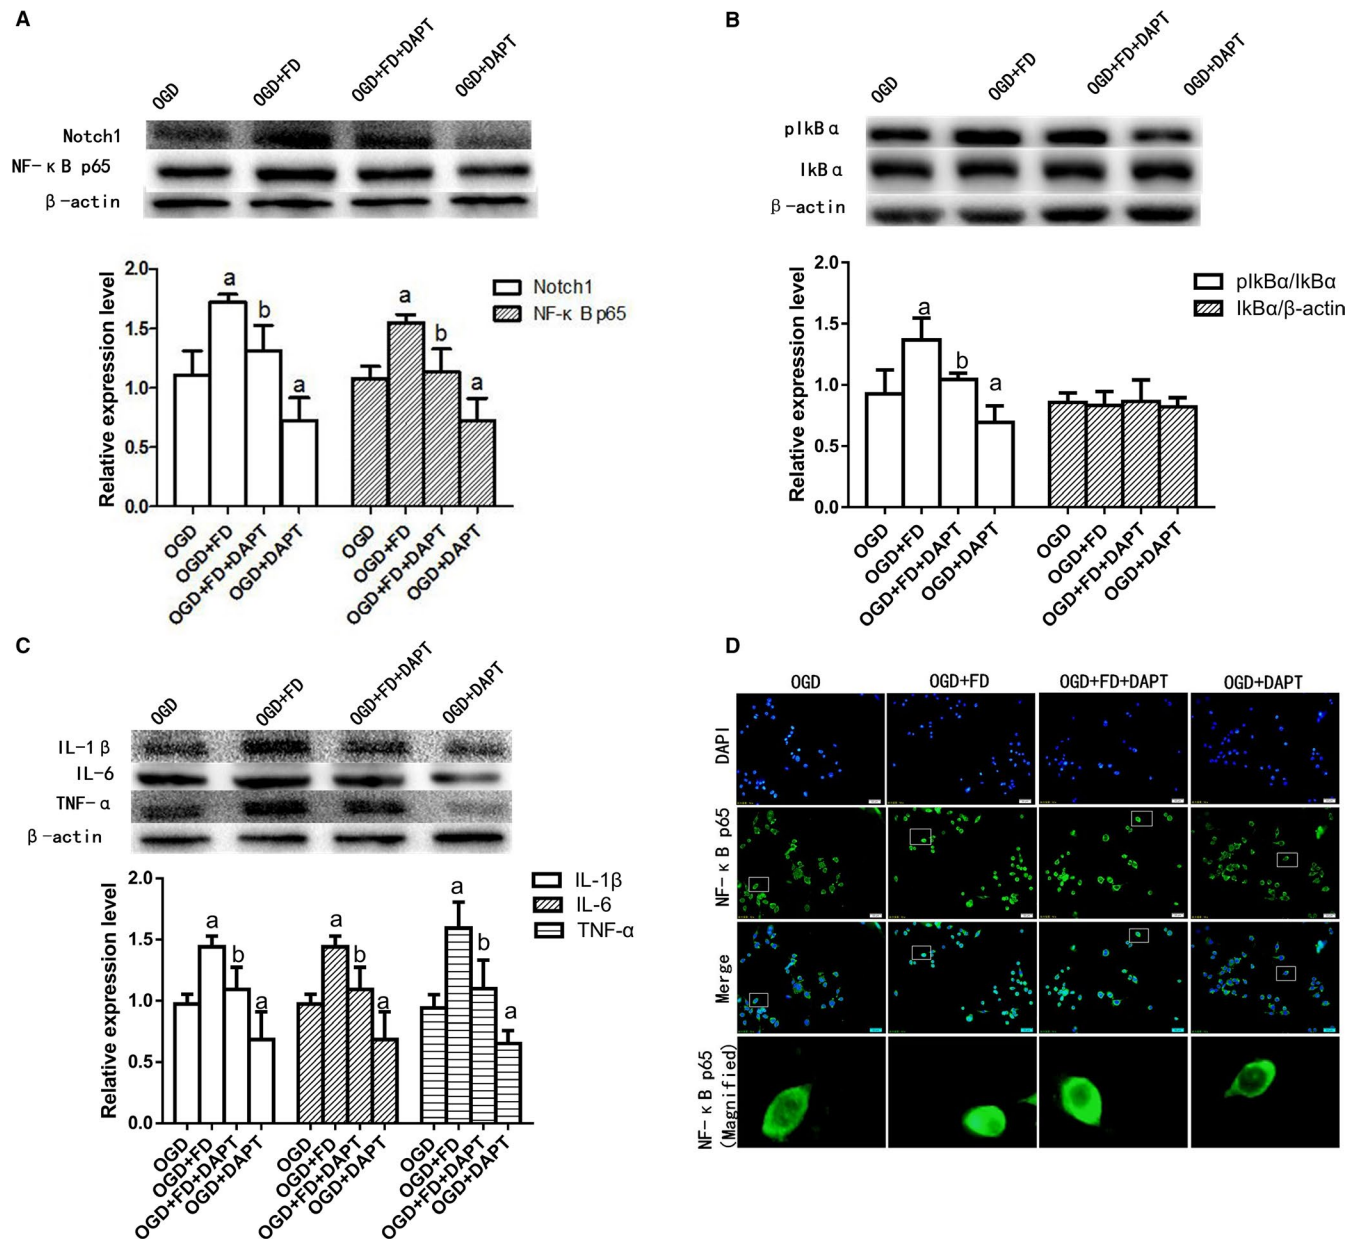 A
OGD OGD+FD OGD+FD+DAPT OGD+DAPT
Notch1
NF-κB p65
β-actin
Relative expression level
2.0
1.5
1.0
0.5
0.0
a b a a b a
Notch1
NF-κ B p65
OGD OGD+FD OGD+FD+DAPT OGD+DAPT OGD OGD+FD OGD+FD+DAPT OGD+DAPT
B
OGD OGD+FD OGD+FD+DAPT OGD+DAPT
pIkBα
IkBα
β-actin
Relative expression level
2.0
1.5
1.0
0.5
0.0
a b a
pIkBα/IkBα
IkBα/β-actin
OGD OGD+FD OGD+FD+DAPT OGD+DAPT OGD OGD+FD OGD+FD+DAPT OGD+DAPT
C
OGD OGD+FD OGD+FD+DAPT OGD+DAPT
IL-1β
IL-6
TNF-α
β-actin
Relative expression level
2.0
1.5
1.0
0.5
0.0
a b a a b a a b a
IL-1β
IL-6
TNF-α
OGD OGD+FD OGD+FD+DAPT OGD+DAPT OGD OGD+FD OGD+FD+DAPT OGD+DAPT OGD OGD+FD OGD+FD+DAPT OGD+DAPT
D
OGD OGD+FD OGD+FD+DAPT OGD+DAPT
DAPI
NF-κB p65
Merge
NF-κB p65
(Magnified)